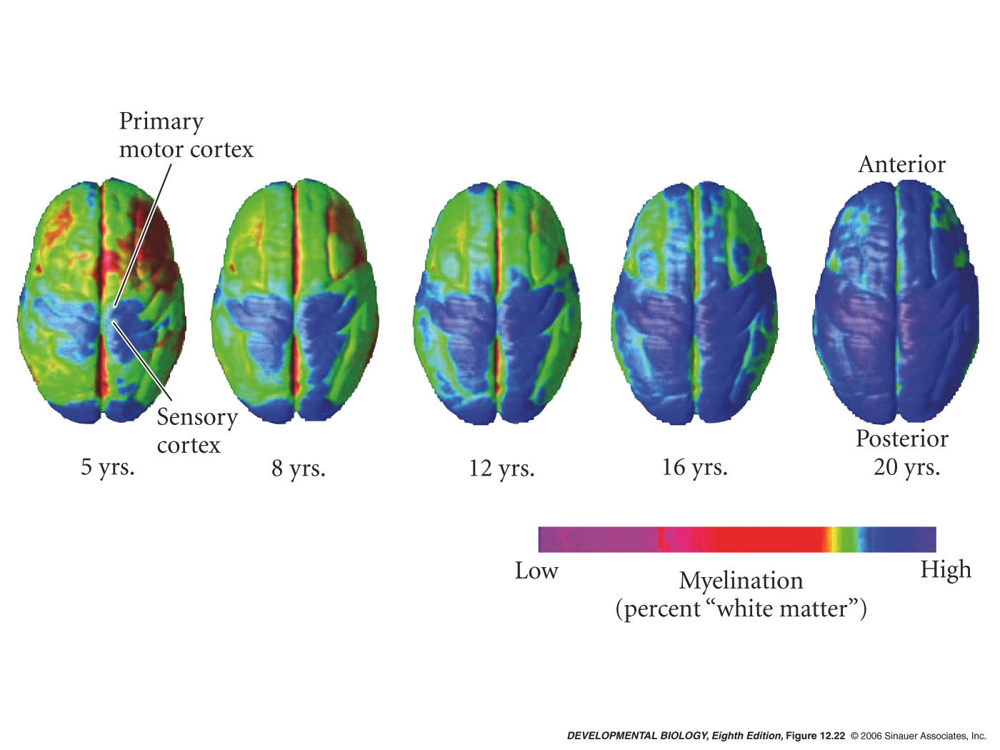 Primary
motor cortex
Anterior
Sensory
cortex
Posterior
5 yrs.
8 yrs.
12 yrs.
16 yrs.
20 yrs.
Low
High
Myelination
(percent “white matter”)
DEVELOPMENTAL BIOLOGY, Eighth Edition, Figure 12.22 © 2006 Sinauer Associates, Inc.